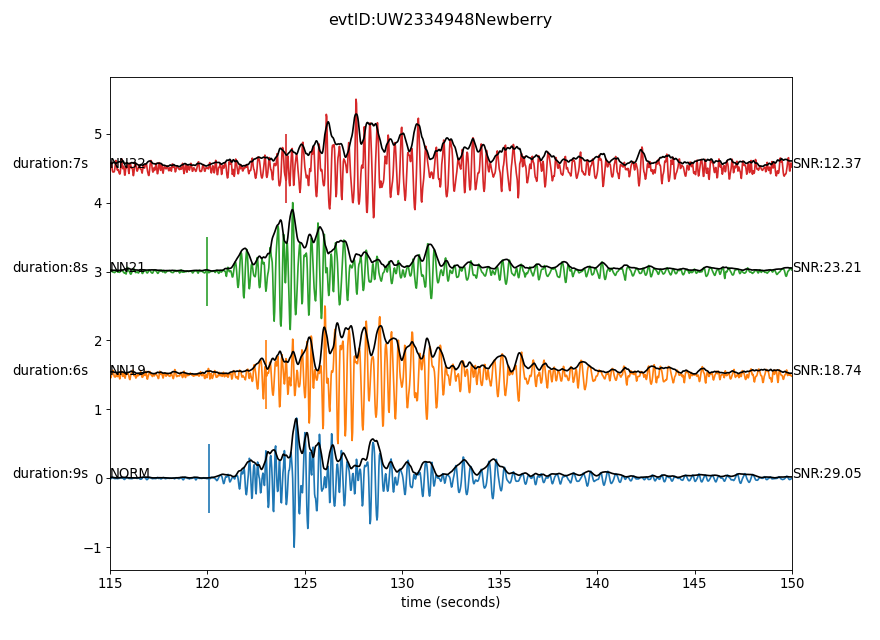 evtID:UW2334948Newberry
duration:7s NN32 SNR:12.37
duration:8s NN21 SNR:23.21
duration:6s NN19 SNR:18.74
duration:9s NORM SNR:29.05
5
4
3
2
1
0
−1
115 120 125 130 135 140 145 150
time (seconds)